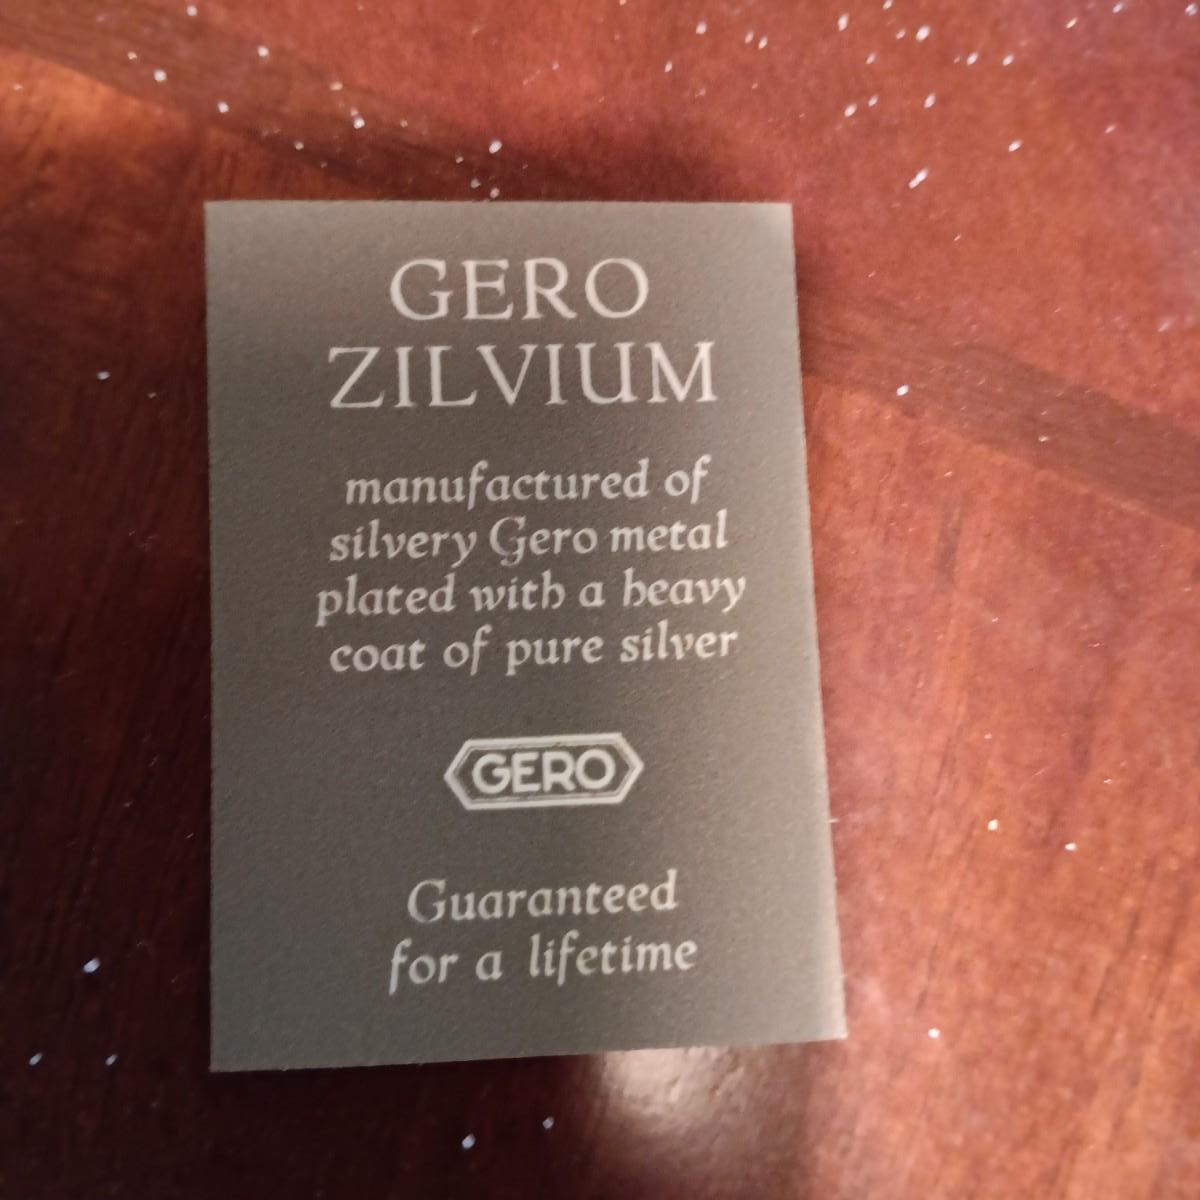 GERO
ZILVIUM
manufactured of
silvery Gero metal
plated with a heavy
coat of pure silver
GERO
Guaranteed
for a lifetime